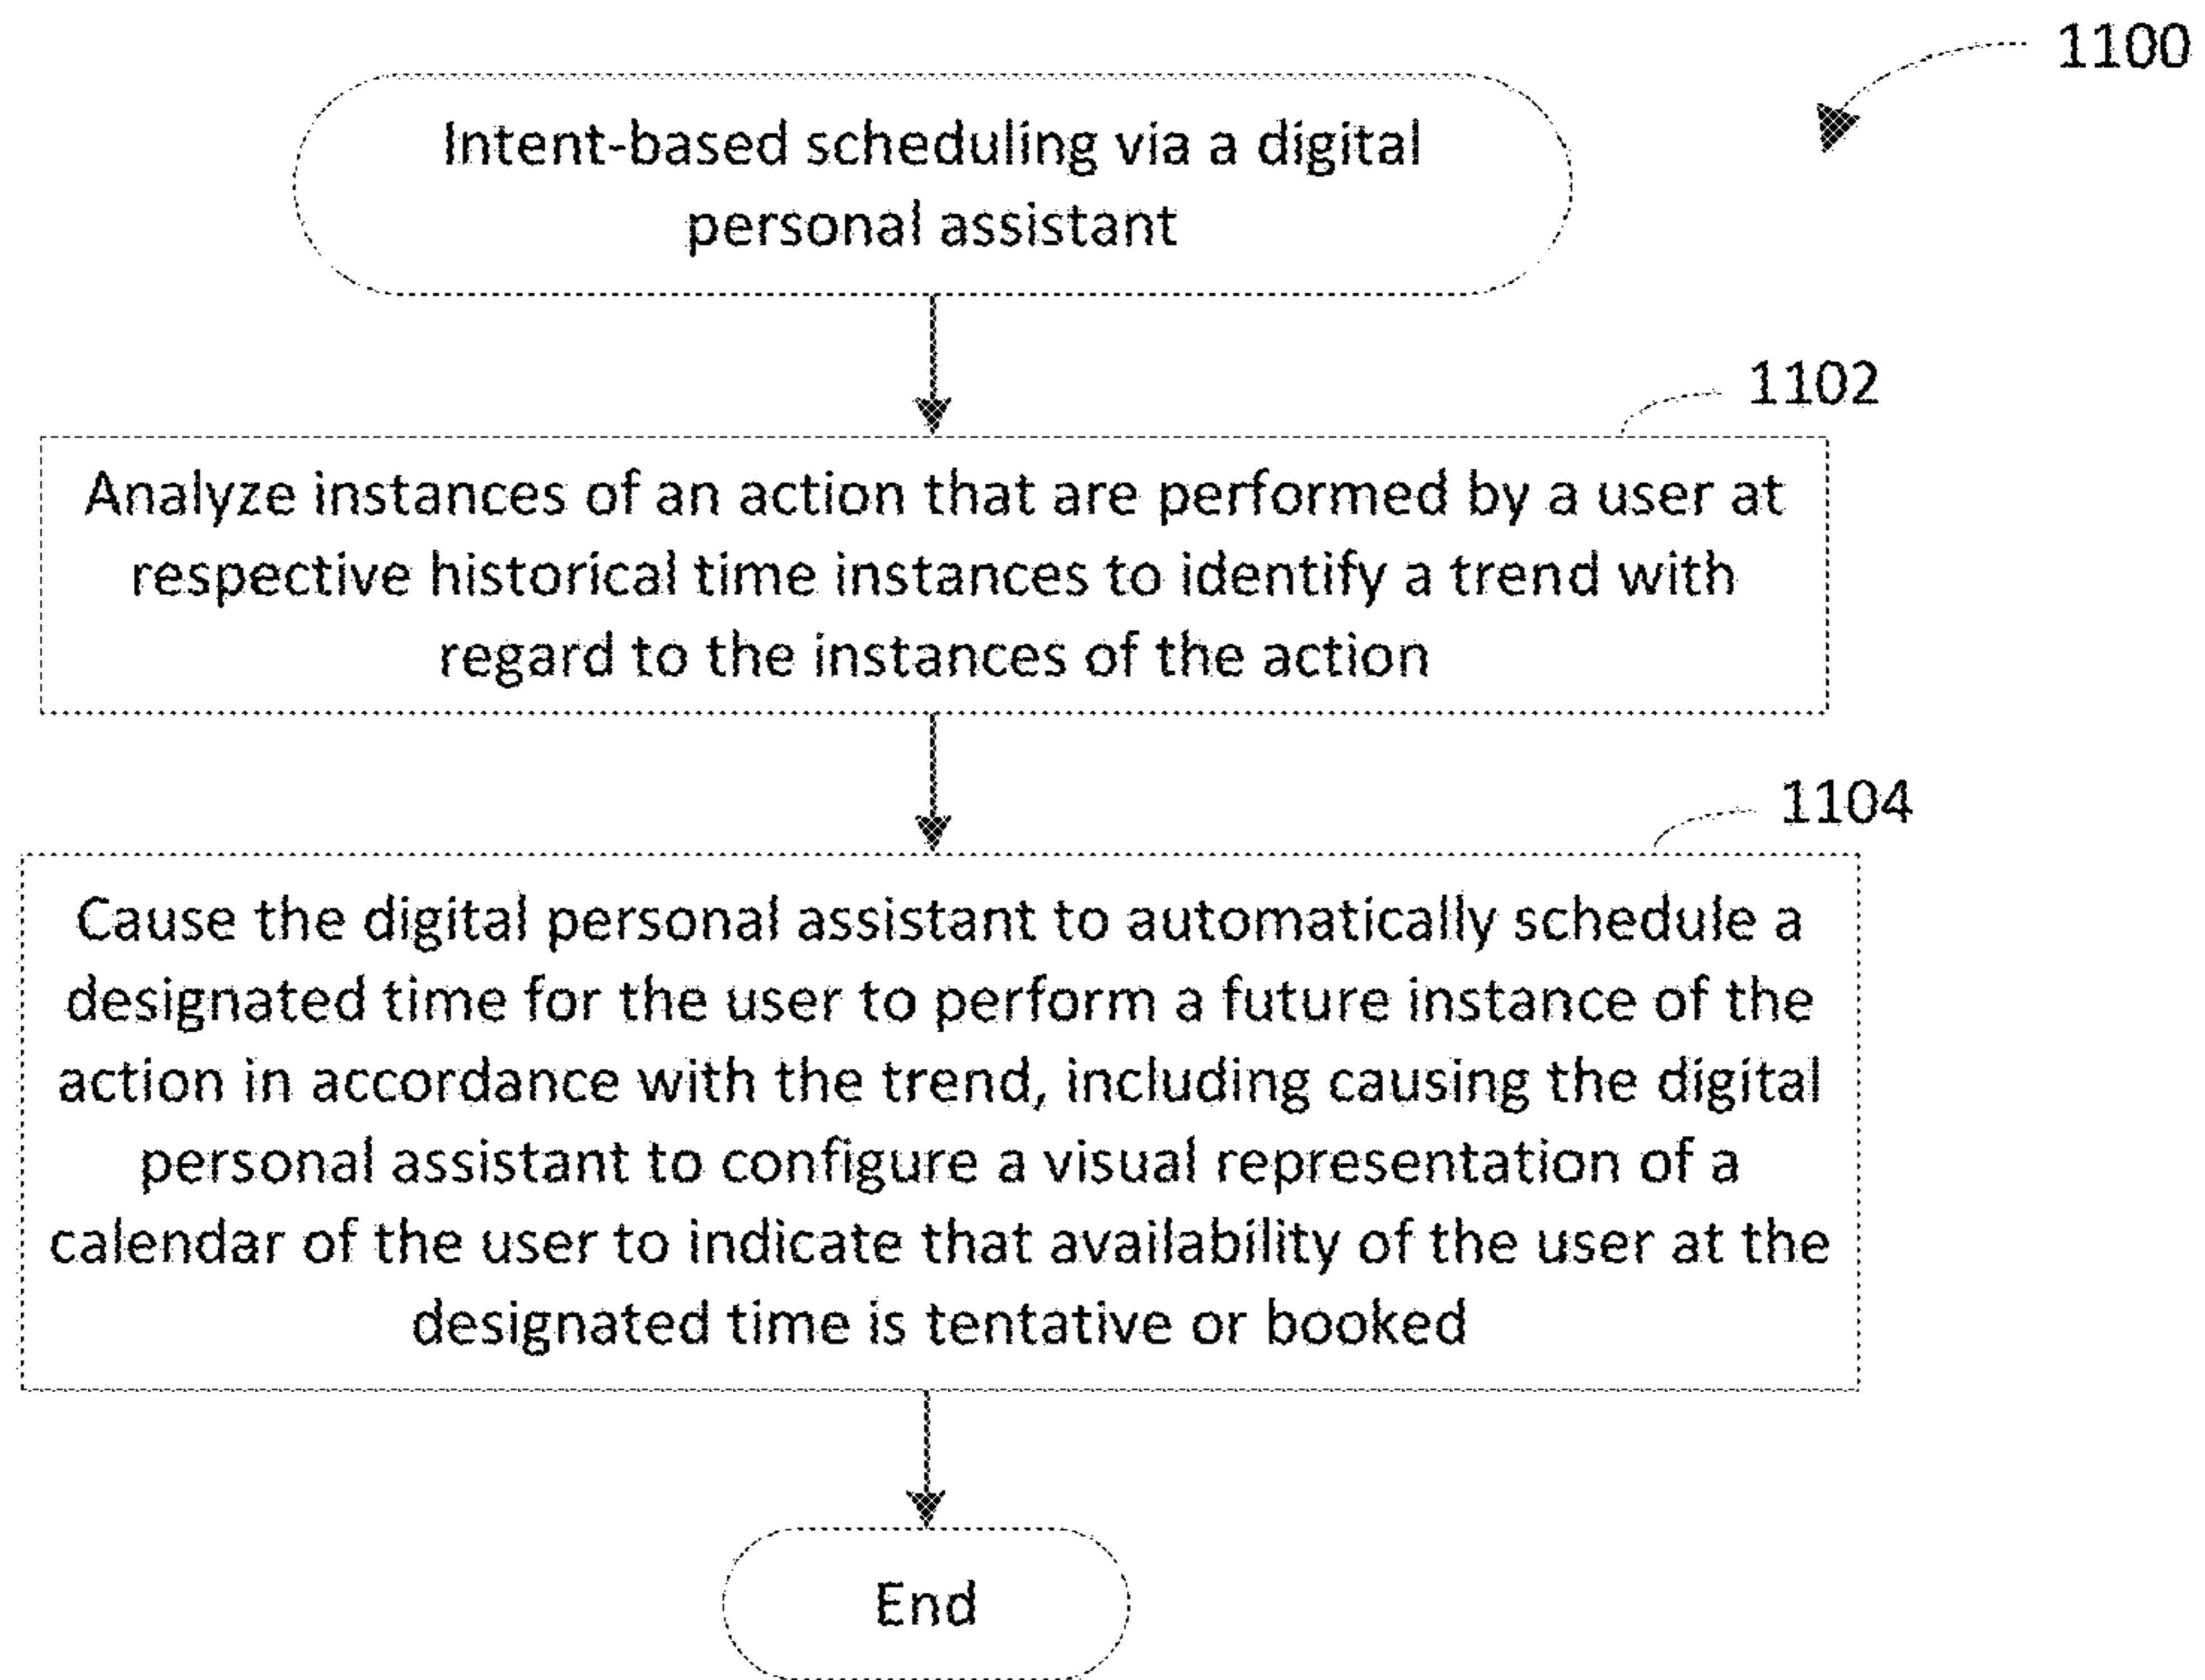 1100
Intent-based scheduling via a digital
personal assistant
1102
Analyze instances of an action that are performed by a user at
respective historical time instances to identify a trend with
regard to the instances of the action
1104
Cause the digital personal assistant to automatically schedule a
designated time for the user to perform a future instance of the
action in accordance with the trend, including causing the digital
personal assistant to configure a visual representation of a
calendar of the user to indicate that availability of the user at the
designated time is tentative or booked
End